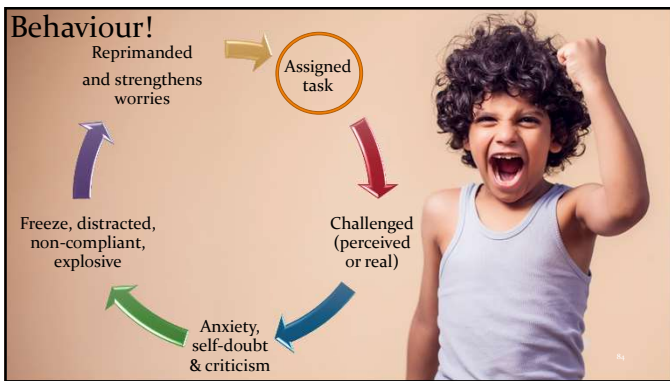 Behaviour!
Reprimanded
and strengthens
worries
Assigned
task
Challenged
(perceived
or real)
Anxiety,
self-doubt
& criticism
Freeze, distracted,
non-compliant,
explosive